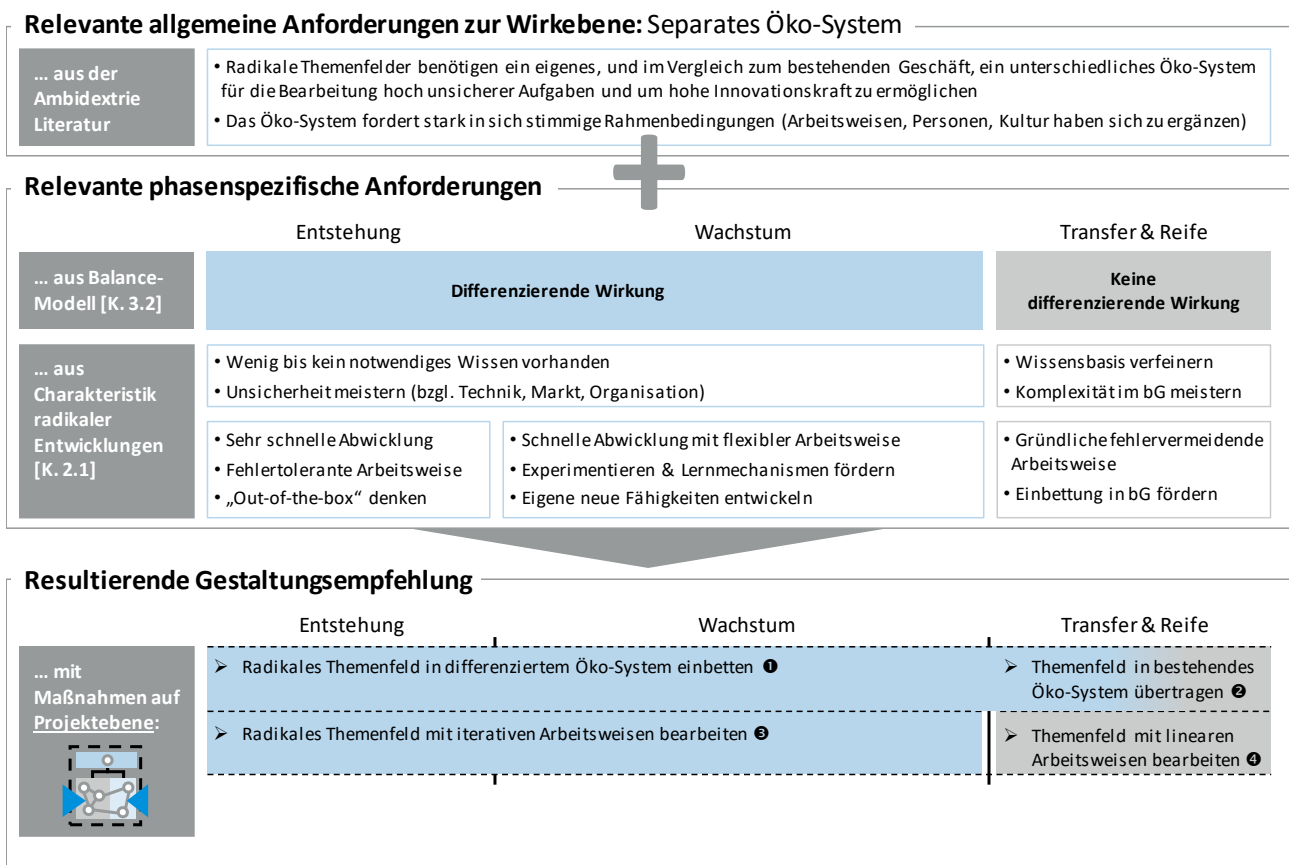 Relevante allgemeine Anforderungen zur Wirkebene: Separates Öko-System
... aus der
Ambidextrie
Literatur
• Radikale Themenfelder benötigen ein eigenes, und im Vergleich zum bestehenden Geschäft, ein unterschiedliches Öko-System
für die Bearbeitung hoch unsicherer Aufgaben und um hohe Innovationskraft zu ermöglichen
• Das Öko-System fordert stark in sich stimmige Rahmenbedingungen (Arbeitsweisen, Personen, Kultur haben sich zu ergänzen)
Relevante phasenspezifische Anforderungen
Entstehung
Wachstum
Transfer & Reife
... aus Balance-
Modell [K. 3.2]
Differenzierende Wirkung
Keine
differenzierende Wirkung
... aus
Charakteristik
radikaler
Entwicklungen
[K. 2.1]
• Wenig bis kein notwendiges Wissen vorhanden
• Unsicherheit meistern (bzgl. Technik, Markt, Organisation)
• Wissensbasis verfeinern
• Komplexität im bG meistern
• Sehr schnelle Abwicklung
• Fehlertolerante Arbeitsweise
• „Out-of-the-box“ denken
• Schnelle Abwicklung mit flexibler Arbeitsweise
• Experimentieren & Lernmechanismen fördern
• Eigene neue Fähigkeiten entwickeln
• Gründliche fehlervermeidende
Arbeitsweise
• Einbettung in bG fördern
Resultierende Gestaltungsempfehlung
Entstehung
Wachstum
Transfer & Reife
... mit
Maßnahmen auf
Projektebene:
➢ Radikales Themenfeld in differenziertem Öko-System einbetten ❶
➢ Themenfeld in bestehendes
Öko-System übertragen ❷
➢ Radikales Themenfeld mit iterativen Arbeitsweisen bearbeiten ❸
➢ Themenfeld mit linearen
Arbeitsweisen bearbeiten ❹